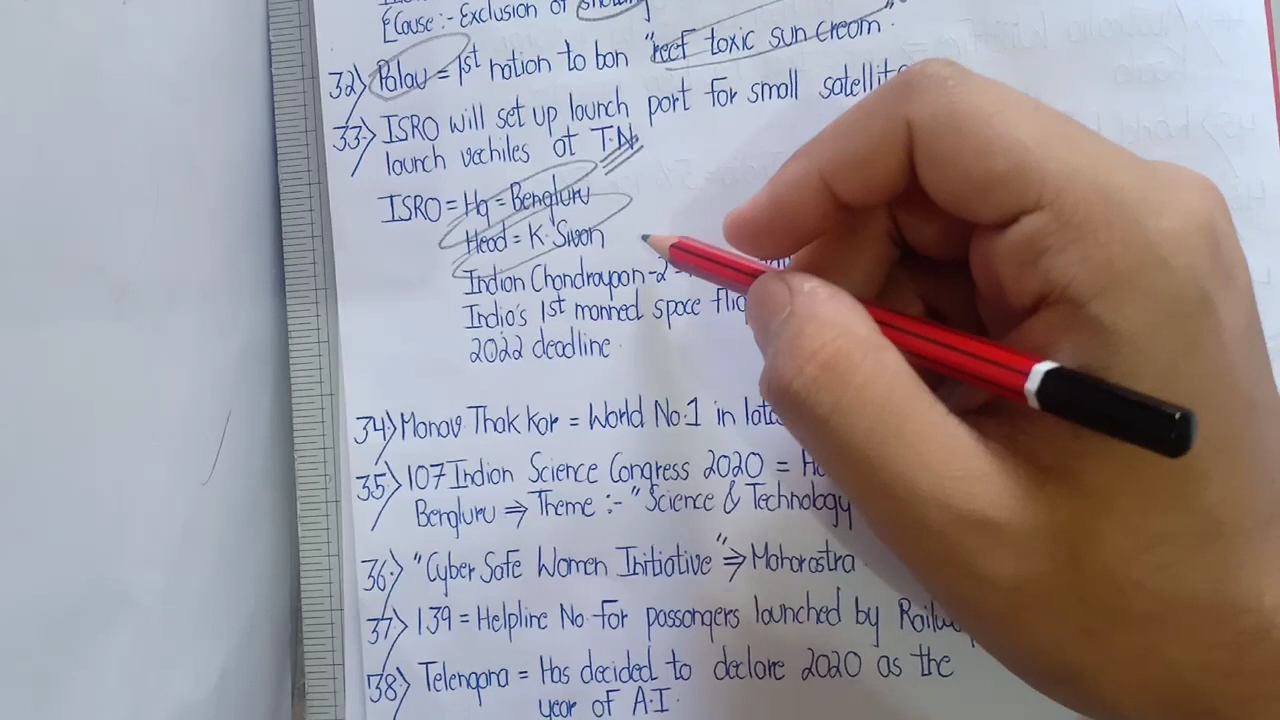 [Cause :- Exclusion of
32) Palau = 1st nation to ban "reef toxic sun cream"
33) ISRO will set up launch port for small satellite
launch vechiles at T.N
ISRO = Hq = Bengluru
Head = K. Sivan
Indian Chandrayaan-2
India's 1st manned space
2022 deadline
34) Manav Thakkar = World No.1 in
35) 107 Indian Science Congress 2020 =
Bengluru ⇒ Theme :- "Science & Technology
36) "Cyber Safe Women Initiative" ⇒ Maharastra
37) 139 = Helpline No. for passangers launched by
38) Telengana = Has decided to declare 2020 as the
year of A.I.